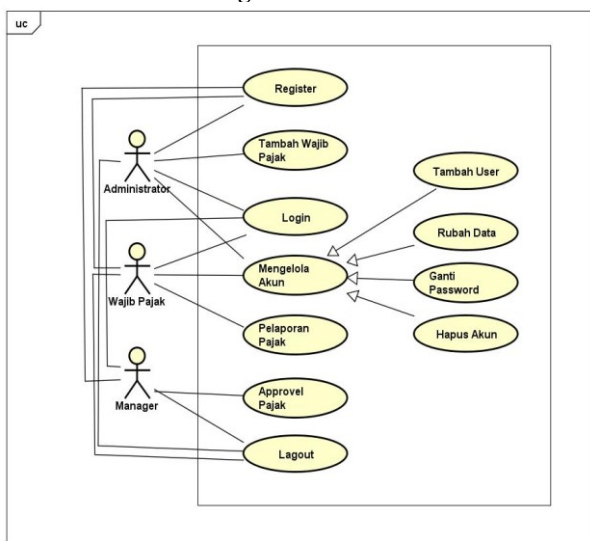 uc
Register
Tambah Wajib
Pajak
Administrator
Login
Mengelola
Akun
Wajib Pajak
Pelaporan
Pajak
Manager
Approvel
Pajak
Lagout
Tambah User
Rubah Data
Ganti
Password
Hapus Akun